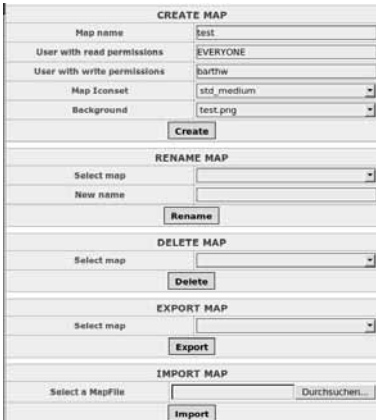 CREATE MAP
Map name test
User with read permissions EVERYONE
User with write permissions barthw
Map Iconset std_medium
Background test.png
Create
RENAME MAP
Select map
New name
Rename
DELETE MAP
Select map
Delete
EXPORT MAP
Select map
Export
IMPORT MAP
Select a MapFile Durchsuchen...
Import